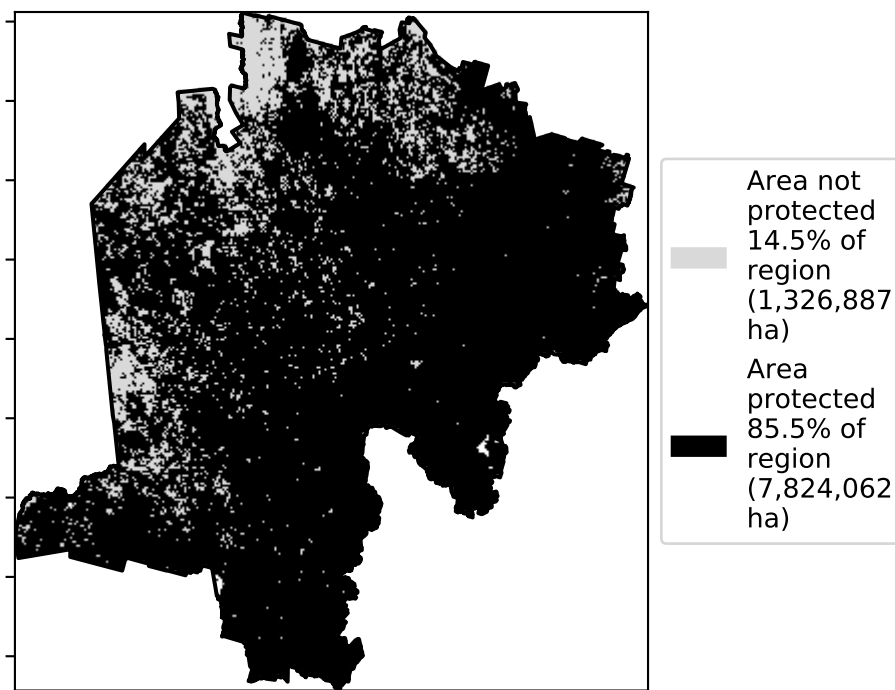 Area not
protected
14.5% of
region
(1,326,887
ha)
Area
protected
85.5% of
region
(7,824,062
ha)